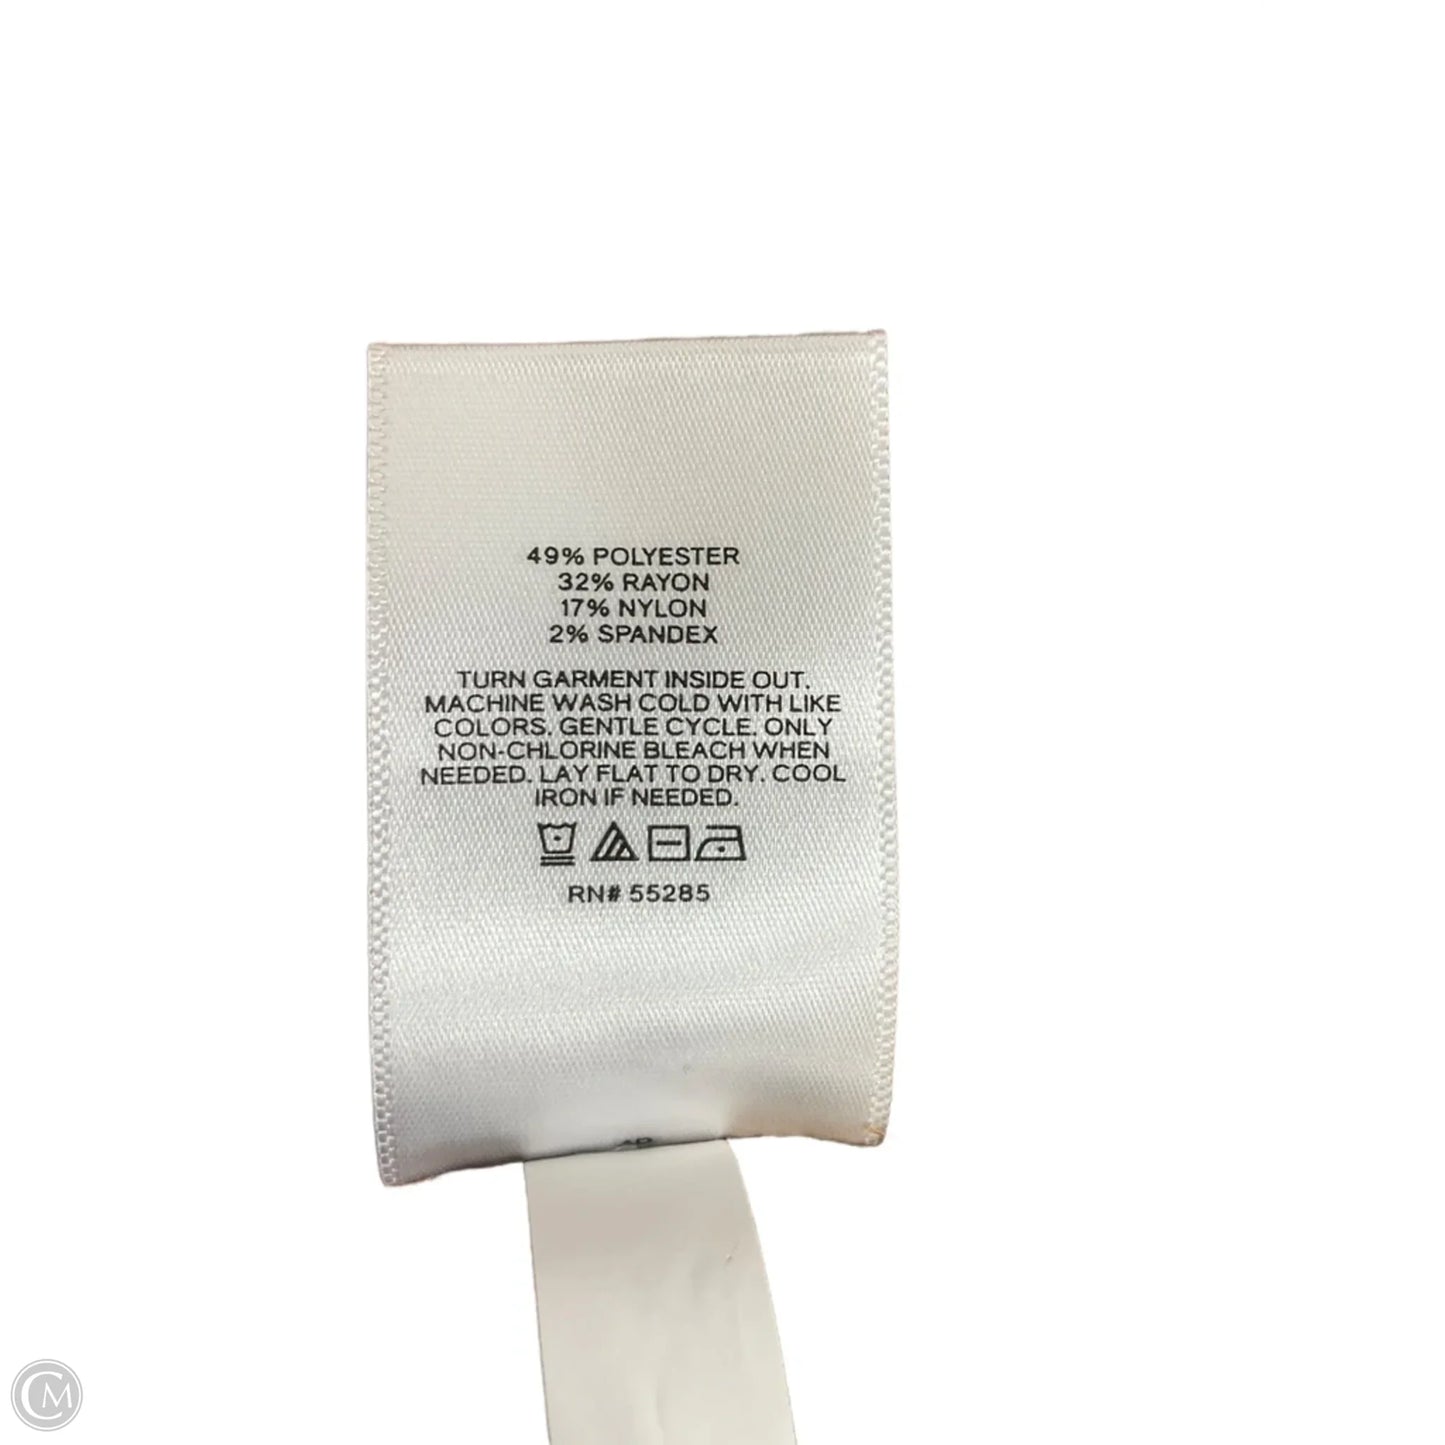 49% POLYESTER
32% RAYON
17% NYLON
2% SPANDEX
TURN GARMENT INSIDE OUT.
MACHINE WASH COLD WITH LIKE
COLORS. GENTLE CYCLE. ONLY
NON-CHLORINE BLEACH WHEN
NEEDED. LAY FLAT TO DRY. COOL
IRON IF NEEDED.
RN# 55285
CM